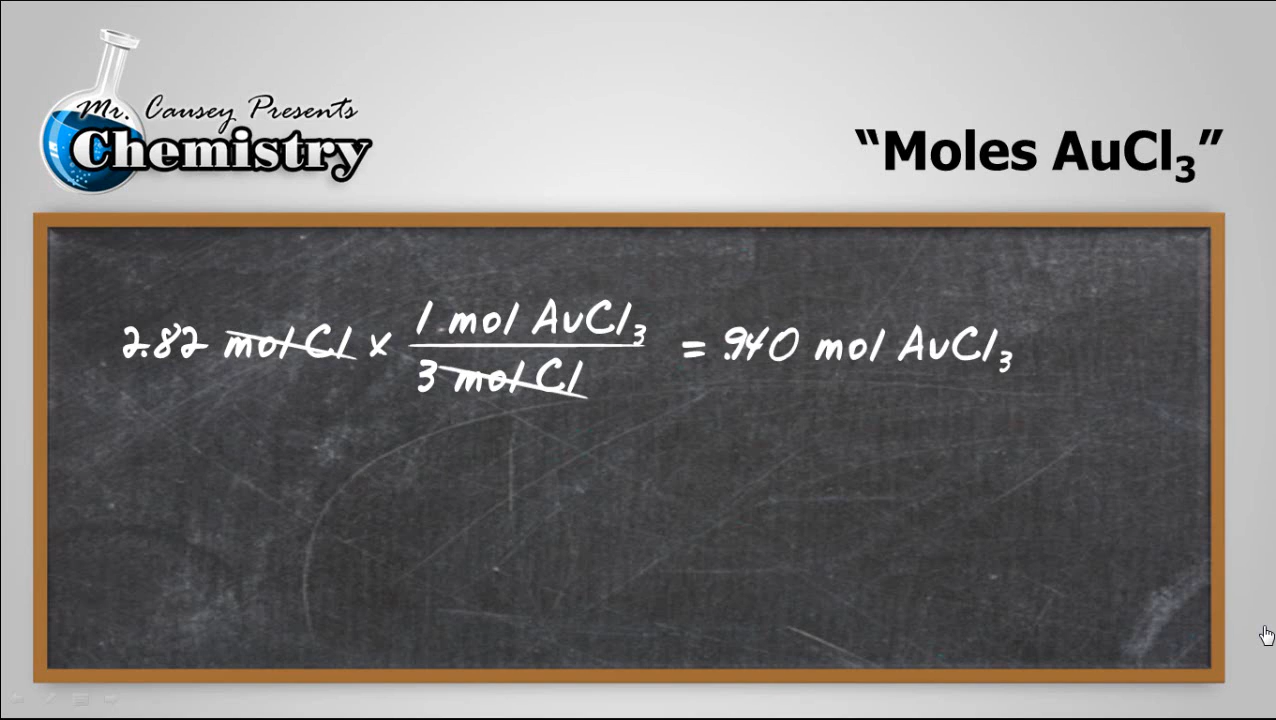 Mr. Causey Presents
Chemistry
“Moles AuCl₃”
2.82 mol Cl × 1 mol AuCl₃ / 3 mol Cl = .940 mol AuCl₃